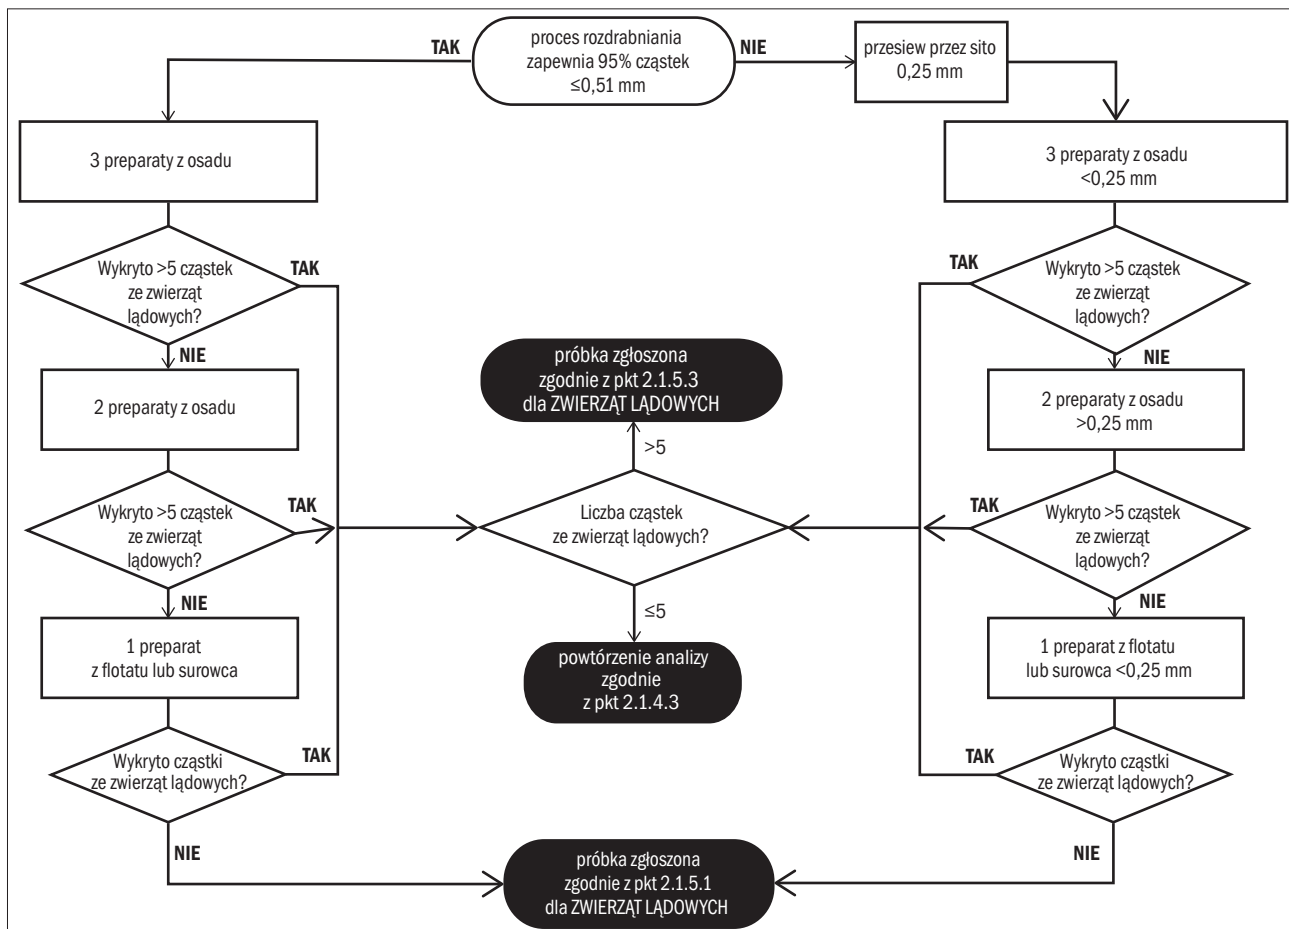 TAK
proces rozdrabniania
zapewnia 95% cząstek
≤0,51 mm
NIE
przesiew przez sito
0,25 mm
3 preparaty z osadu
3 preparaty z osadu
<0,25 mm
Wykryto >5 cząstek
ze zwierząt
lądowych?
TAK
NIE
TAK
Wykryto >5 cząstek
ze zwierząt
lądowych?
NIE
próbka zgłoszona
zgodnie z pkt 2.1.5.3
dla ZWIERZĄT LĄDOWYCH
2 preparaty z osadu
2 preparaty z osadu
>0,25 mm
>5
Wykryto >5 cząstek
ze zwierząt
lądowych?
TAK
NIE
Liczba cząstek
ze zwierząt lądowych?
TAK
Wykryto >5 cząstek
ze zwierząt
lądowych?
NIE
≤5
1 preparat
z flotatu lub surowca
powtórzenie analizy
zgodnie
z pkt 2.1.4.3
1 preparat z flotatu
lub surowca <0,25 mm
Wykryto cząstki
ze zwierząt lądowych?
TAK
NIE
TAK
Wykryto cząstki
ze zwierząt lądowych?
NIE
próbka zgłoszona
zgodnie z pkt 2.1.5.1
dla ZWIERZĄT LĄDOWYCH